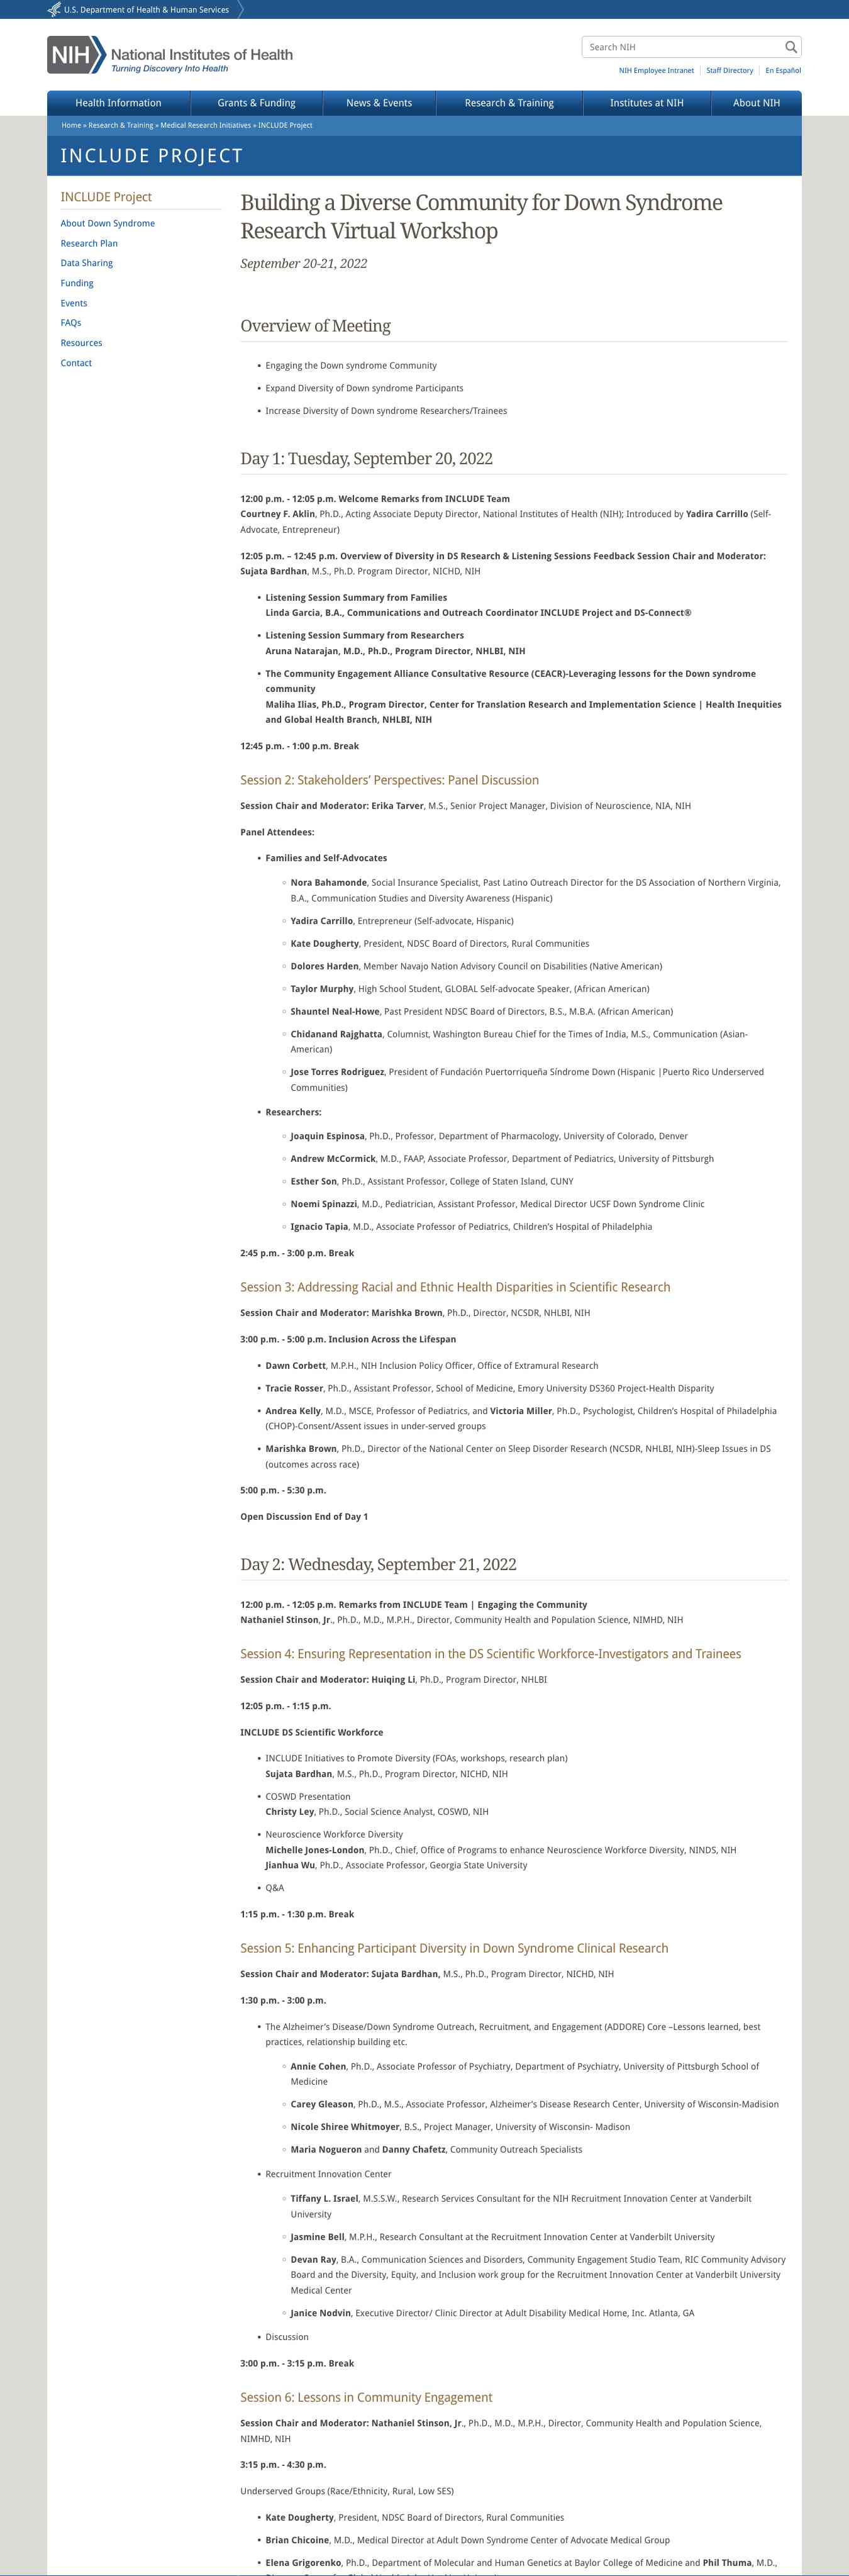 U.S. Department of Health & Human Services
NIH National Institutes of Health
Turning Discovery Into Health
Search NIH
NIH Employee Intranet | Staff Directory | En Español
Health Information Grants & Funding News & Events Research & Training Institutes at NIH About NIH
Home » Research & Training » Medical Research Initiatives » INCLUDE Project
INCLUDE PROJECT
INCLUDE Project
About Down Syndrome
Research Plan
Data Sharing
Funding
Events
FAQs
Resources
Contact
Building a Diverse Community for Down Syndrome
Research Virtual Workshop
September 20-21, 2022
Overview of Meeting
Engaging the Down syndrome Community
Expand Diversity of Down syndrome Participants
Increase Diversity of Down syndrome Researchers/Trainees
Day 1: Tuesday, September 20, 2022
12:00 p.m. - 12:05 p.m. Welcome Remarks from INCLUDE Team
Courtney F. Aklin, Ph.D., Acting Associate Deputy Director, National Institutes of Health (NIH); Introduced by Yadira Carrillo (Self-
Advocate, Entrepreneur)
12:05 p.m. – 12:45 p.m. Overview of Diversity in DS Research & Listening Sessions Feedback Session Chair and Moderator:
Sujata Bardhan, M.S., Ph.D. Program Director, NICHD, NIH
Listening Session Summary from Families
Linda Garcia, B.A., Communications and Outreach Coordinator INCLUDE Project and DS-Connect®
Listening Session Summary from Researchers
Aruna Natarajan, M.D., Ph.D., Program Director, NHLBI, NIH
The Community Engagement Alliance Consultative Resource (CEACR)-Leveraging lessons for the Down syndrome
community
Maliha Ilias, Ph.D., Program Director, Center for Translation Research and Implementation Science | Health Inequities
and Global Health Branch, NHLBI, NIH
12:45 p.m. - 1:00 p.m. Break
Session 2: Stakeholders’ Perspectives: Panel Discussion
Session Chair and Moderator: Erika Tarver, M.S., Senior Project Manager, Division of Neuroscience, NIA, NIH
Panel Attendees:
Families and Self-Advocates
Nora Bahamonde, Social Insurance Specialist, Past Latino Outreach Director for the DS Association of Northern Virginia,
B.A., Communication Studies and Diversity Awareness (Hispanic)
Yadira Carrillo, Entrepreneur (Self-advocate, Hispanic)
Kate Dougherty, President, NDSC Board of Directors, Rural Communities
Dolores Harden, Member Navajo Nation Advisory Council on Disabilities (Native American)
Taylor Murphy, High School Student, GLOBAL Self-advocate Speaker, (African American)
Shauntel Neal-Howe, Past President NDSC Board of Directors, B.S., M.B.A. (African American)
Chidanand Rajghatta, Columnist, Washington Bureau Chief for the Times of India, M.S., Communication (Asian-
American)
Jose Torres Rodriguez, President of Fundación Puertorriqueña Síndrome Down (Hispanic |Puerto Rico Underserved
Communities)
Researchers:
Joaquin Espinosa, Ph.D., Professor, Department of Pharmacology, University of Colorado, Denver
Andrew McCormick, M.D., FAAP, Associate Professor, Department of Pediatrics, University of Pittsburgh
Esther Son, Ph.D., Assistant Professor, College of Staten Island, CUNY
Noemi Spinazzi, M.D., Pediatrician, Assistant Professor, Medical Director UCSF Down Syndrome Clinic
Ignacio Tapia, M.D., Associate Professor of Pediatrics, Children’s Hospital of Philadelphia
2:45 p.m. - 3:00 p.m. Break
Session 3: Addressing Racial and Ethnic Health Disparities in Scientific Research
Session Chair and Moderator: Marishka Brown, Ph.D., Director, NCSDR, NHLBI, NIH
3:00 p.m. - 5:00 p.m. Inclusion Across the Lifespan
Dawn Corbett, M.P.H., NIH Inclusion Policy Officer, Office of Extramural Research
Tracie Rosser, Ph.D., Assistant Professor, School of Medicine, Emory University DS360 Project-Health Disparity
Andrea Kelly, M.D., MSCE, Professor of Pediatrics, and Victoria Miller, Ph.D., Psychologist, Children’s Hospital of Philadelphia
(CHOP)-Consent/Assent issues in under-served groups
Marishka Brown, Ph.D., Director of the National Center on Sleep Disorder Research (NCSDR, NHLBI, NIH)-Sleep Issues in DS
(outcomes across race)
5:00 p.m. - 5:30 p.m.
Open Discussion End of Day 1
Day 2: Wednesday, September 21, 2022
12:00 p.m. - 12:05 p.m. Remarks from INCLUDE Team | Engaging the Community
Nathaniel Stinson, Jr., Ph.D., M.D., M.P.H., Director, Community Health and Population Science, NIMHD, NIH
Session 4: Ensuring Representation in the DS Scientific Workforce-Investigators and Trainees
Session Chair and Moderator: Huiqing Li, Ph.D., Program Director, NHLBI
12:05 p.m. - 1:15 p.m.
INCLUDE DS Scientific Workforce
INCLUDE Initiatives to Promote Diversity (FOAs, workshops, research plan)
Sujata Bardhan, M.S., Ph.D., Program Director, NICHD, NIH
COSWD Presentation
Christy Ley, Ph.D., Social Science Analyst, COSWD, NIH
Neuroscience Workforce Diversity
Michelle Jones-London, Ph.D., Chief, Office of Programs to enhance Neuroscience Workforce Diversity, NINDS, NIH
Jianhua Wu, Ph.D., Associate Professor, Georgia State University
Q&A
1:15 p.m. - 1:30 p.m. Break
Session 5: Enhancing Participant Diversity in Down Syndrome Clinical Research
Session Chair and Moderator: Sujata Bardhan, M.S., Ph.D., Program Director, NICHD, NIH
1:30 p.m. - 3:00 p.m.
The Alzheimer’s Disease/Down Syndrome Outreach, Recruitment, and Engagement (ADDORE) Core –Lessons learned, best
practices, relationship building etc.
Annie Cohen, Ph.D., Associate Professor of Psychiatry, Department of Psychiatry, University of Pittsburgh School of
Medicine
Carey Gleason, Ph.D., M.S., Associate Professor, Alzheimer’s Disease Research Center, University of Wisconsin-Madision
Nicole Shiree Whitmoyer, B.S., Project Manager, University of Wisconsin- Madison
Maria Nogueron and Danny Chafetz, Community Outreach Specialists
Recruitment Innovation Center
Tiffany L. Israel, M.S.S.W., Research Services Consultant for the NIH Recruitment Innovation Center at Vanderbilt
University
Jasmine Bell, M.P.H., Research Consultant at the Recruitment Innovation Center at Vanderbilt University
Devan Ray, B.A., Communication Sciences and Disorders, Community Engagement Studio Team, RIC Community Advisory
Board and the Diversity, Equity, and Inclusion work group for the Recruitment Innovation Center at Vanderbilt University
Medical Center
Janice Nodvin, Executive Director/ Clinic Director at Adult Disability Medical Home, Inc. Atlanta, GA
Discussion
3:00 p.m. - 3:15 p.m. Break
Session 6: Lessons in Community Engagement
Session Chair and Moderator: Nathaniel Stinson, Jr., Ph.D., M.D., M.P.H., Director, Community Health and Population Science,
NIMHD, NIH
3:15 p.m. - 4:30 p.m.
Underserved Groups (Race/Ethnicity, Rural, Low SES)
Kate Dougherty, President, NDSC Board of Directors, Rural Communities
Brian Chicoine, M.D., Medical Director at Adult Down Syndrome Center of Advocate Medical Group
Elena Grigorenko, Ph.D., Department of Molecular and Human Genetics at Baylor College of Medicine and Phil Thuma, M.D.,